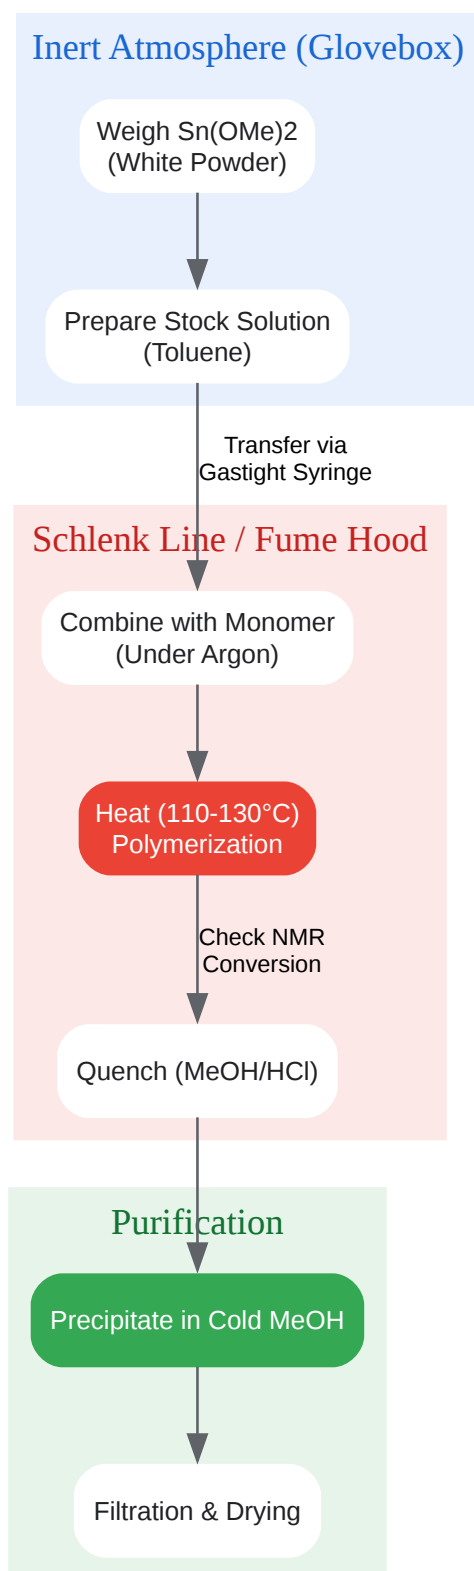 Inert Atmosphere (Glovebox)
Weigh Sn(OMe)2
(White Powder)
Prepare Stock Solution
(Toluene)
Transfer via
Gastight Syringe
Schlenk Line / Fume Hood
Combine with Monomer
(Under Argon)
Heat (110-130°C)
Polymerization
Check NMR
Conversion
Quench (MeOH/HCl)
Purification
Precipitate in Cold MeOH
Filtration & Drying